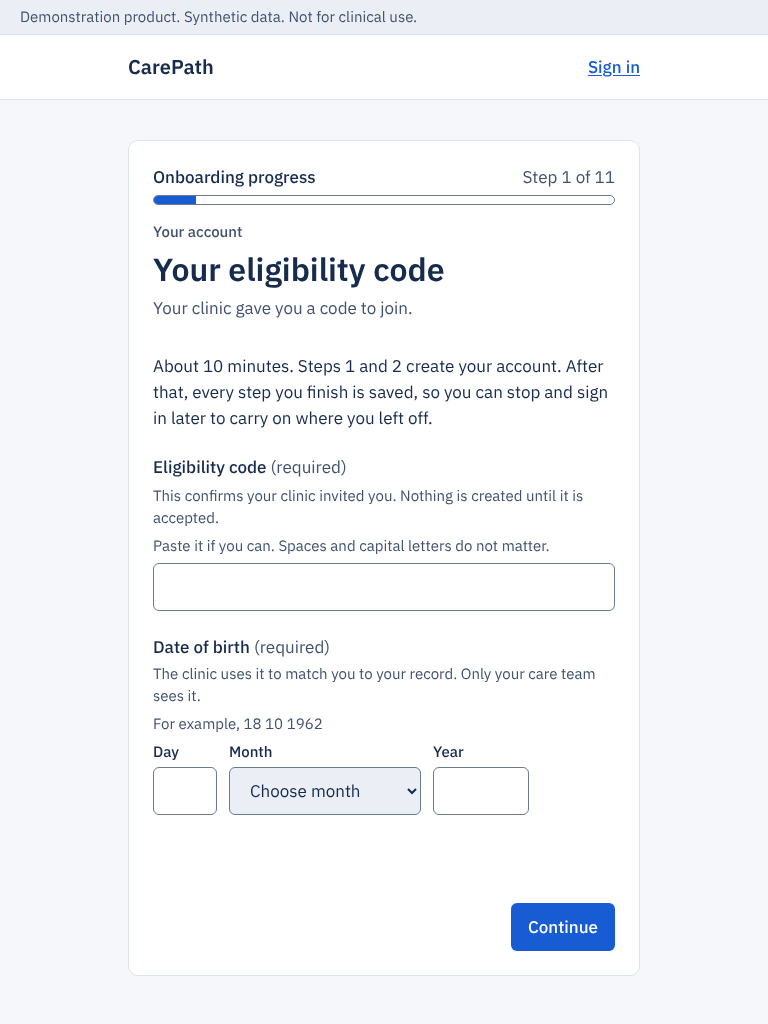 Demonstration product. Synthetic data. Not for clinical use.
CarePath
Sign in
Onboarding progress
Step 1 of 11
Your account
Your eligibility code
Your clinic gave you a code to join.
About 10 minutes. Steps 1 and 2 create your account. After
that, every step you finish is saved, so you can stop and sign
in later to carry on where you left off.
Eligibility code (required)
This confirms your clinic invited you. Nothing is created until it is
accepted.
Paste it if you can. Spaces and capital letters do not matter.
Date of birth (required)
The clinic uses it to match you to your record. Only your care team
sees it.
For example, 18 10 1962
Day
Month
Year
Choose month
Continue